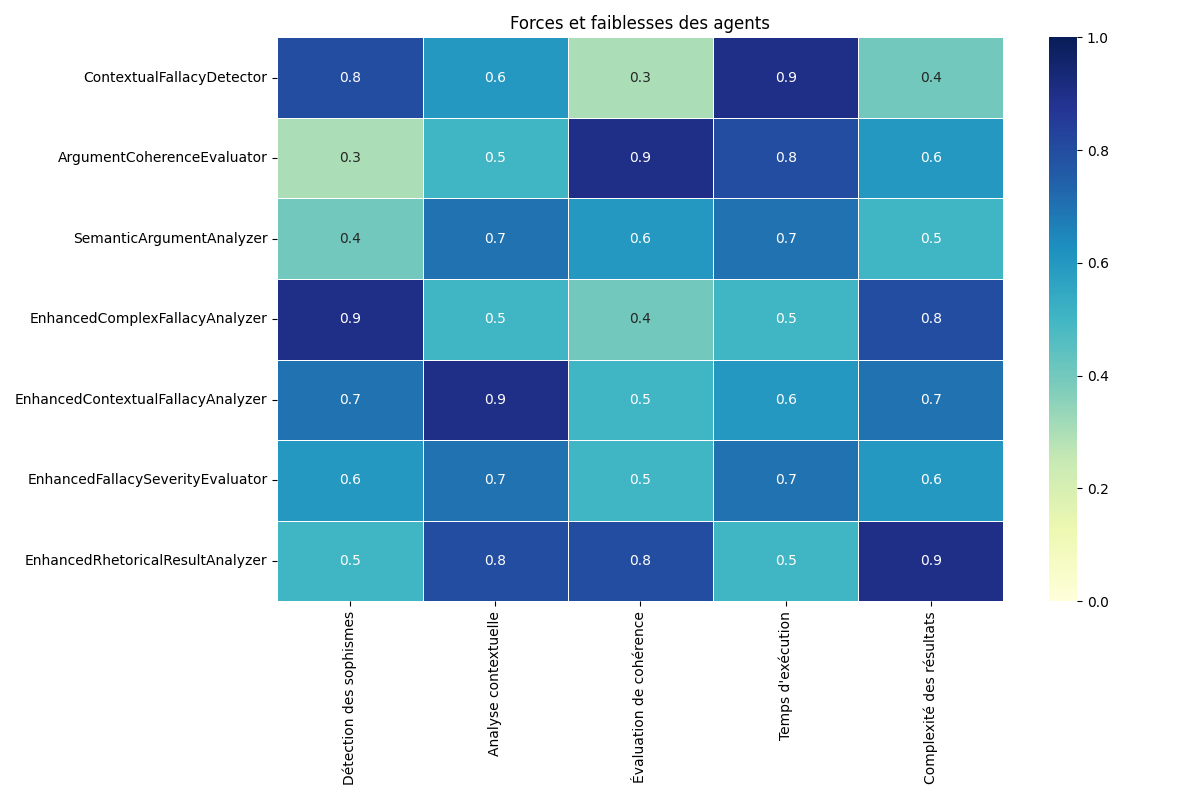 Forces et faiblesses des agents
ContextualFallacyDetector 0.8 0.6 0.3 0.9 0.4
ArgumentCoherenceEvaluator 0.3 0.5 0.9 0.8 0.6
SemanticArgumentAnalyzer 0.4 0.7 0.6 0.7 0.5
EnhancedComplexFallacyAnalyzer 0.9 0.5 0.4 0.5 0.8
EnhancedContextualFallacyAnalyzer 0.7 0.9 0.5 0.6 0.7
EnhancedFallacySeverityEvaluator 0.6 0.7 0.5 0.7 0.6
EnhancedRhetoricalResultAnalyzer 0.5 0.8 0.8 0.5 0.9
Détection des sophismes
Analyse contextuelle
Évaluation de cohérence
Temps d'exécution
Complexité des résultats
1.0
0.8
0.6
0.4
0.2
0.0